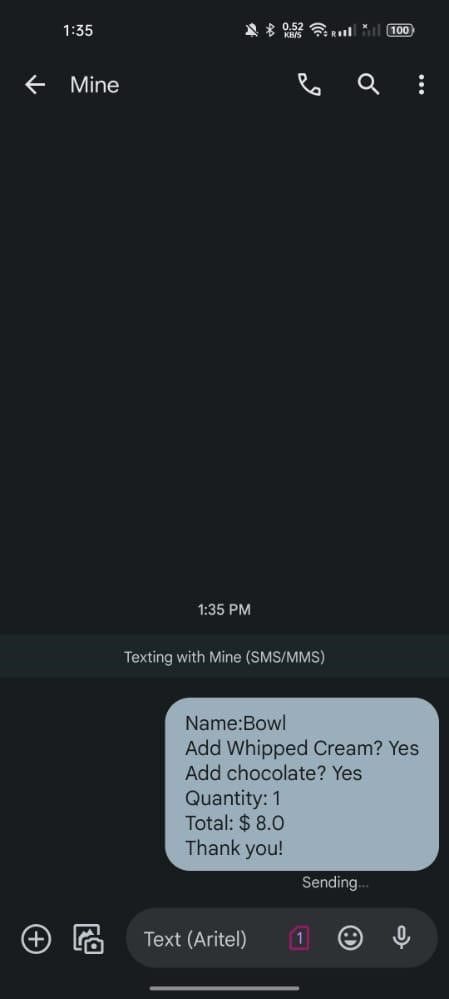 1:35
0.52
KB/S
R
100
Mine
1:35 PM
Texting with Mine (SMS/MMS)
Name:Bowl
Add Whipped Cream? Yes
Add chocolate? Yes
Quantity: 1
Total: $ 8.0
Thank you!
Sending...
Text (Aritel)
1